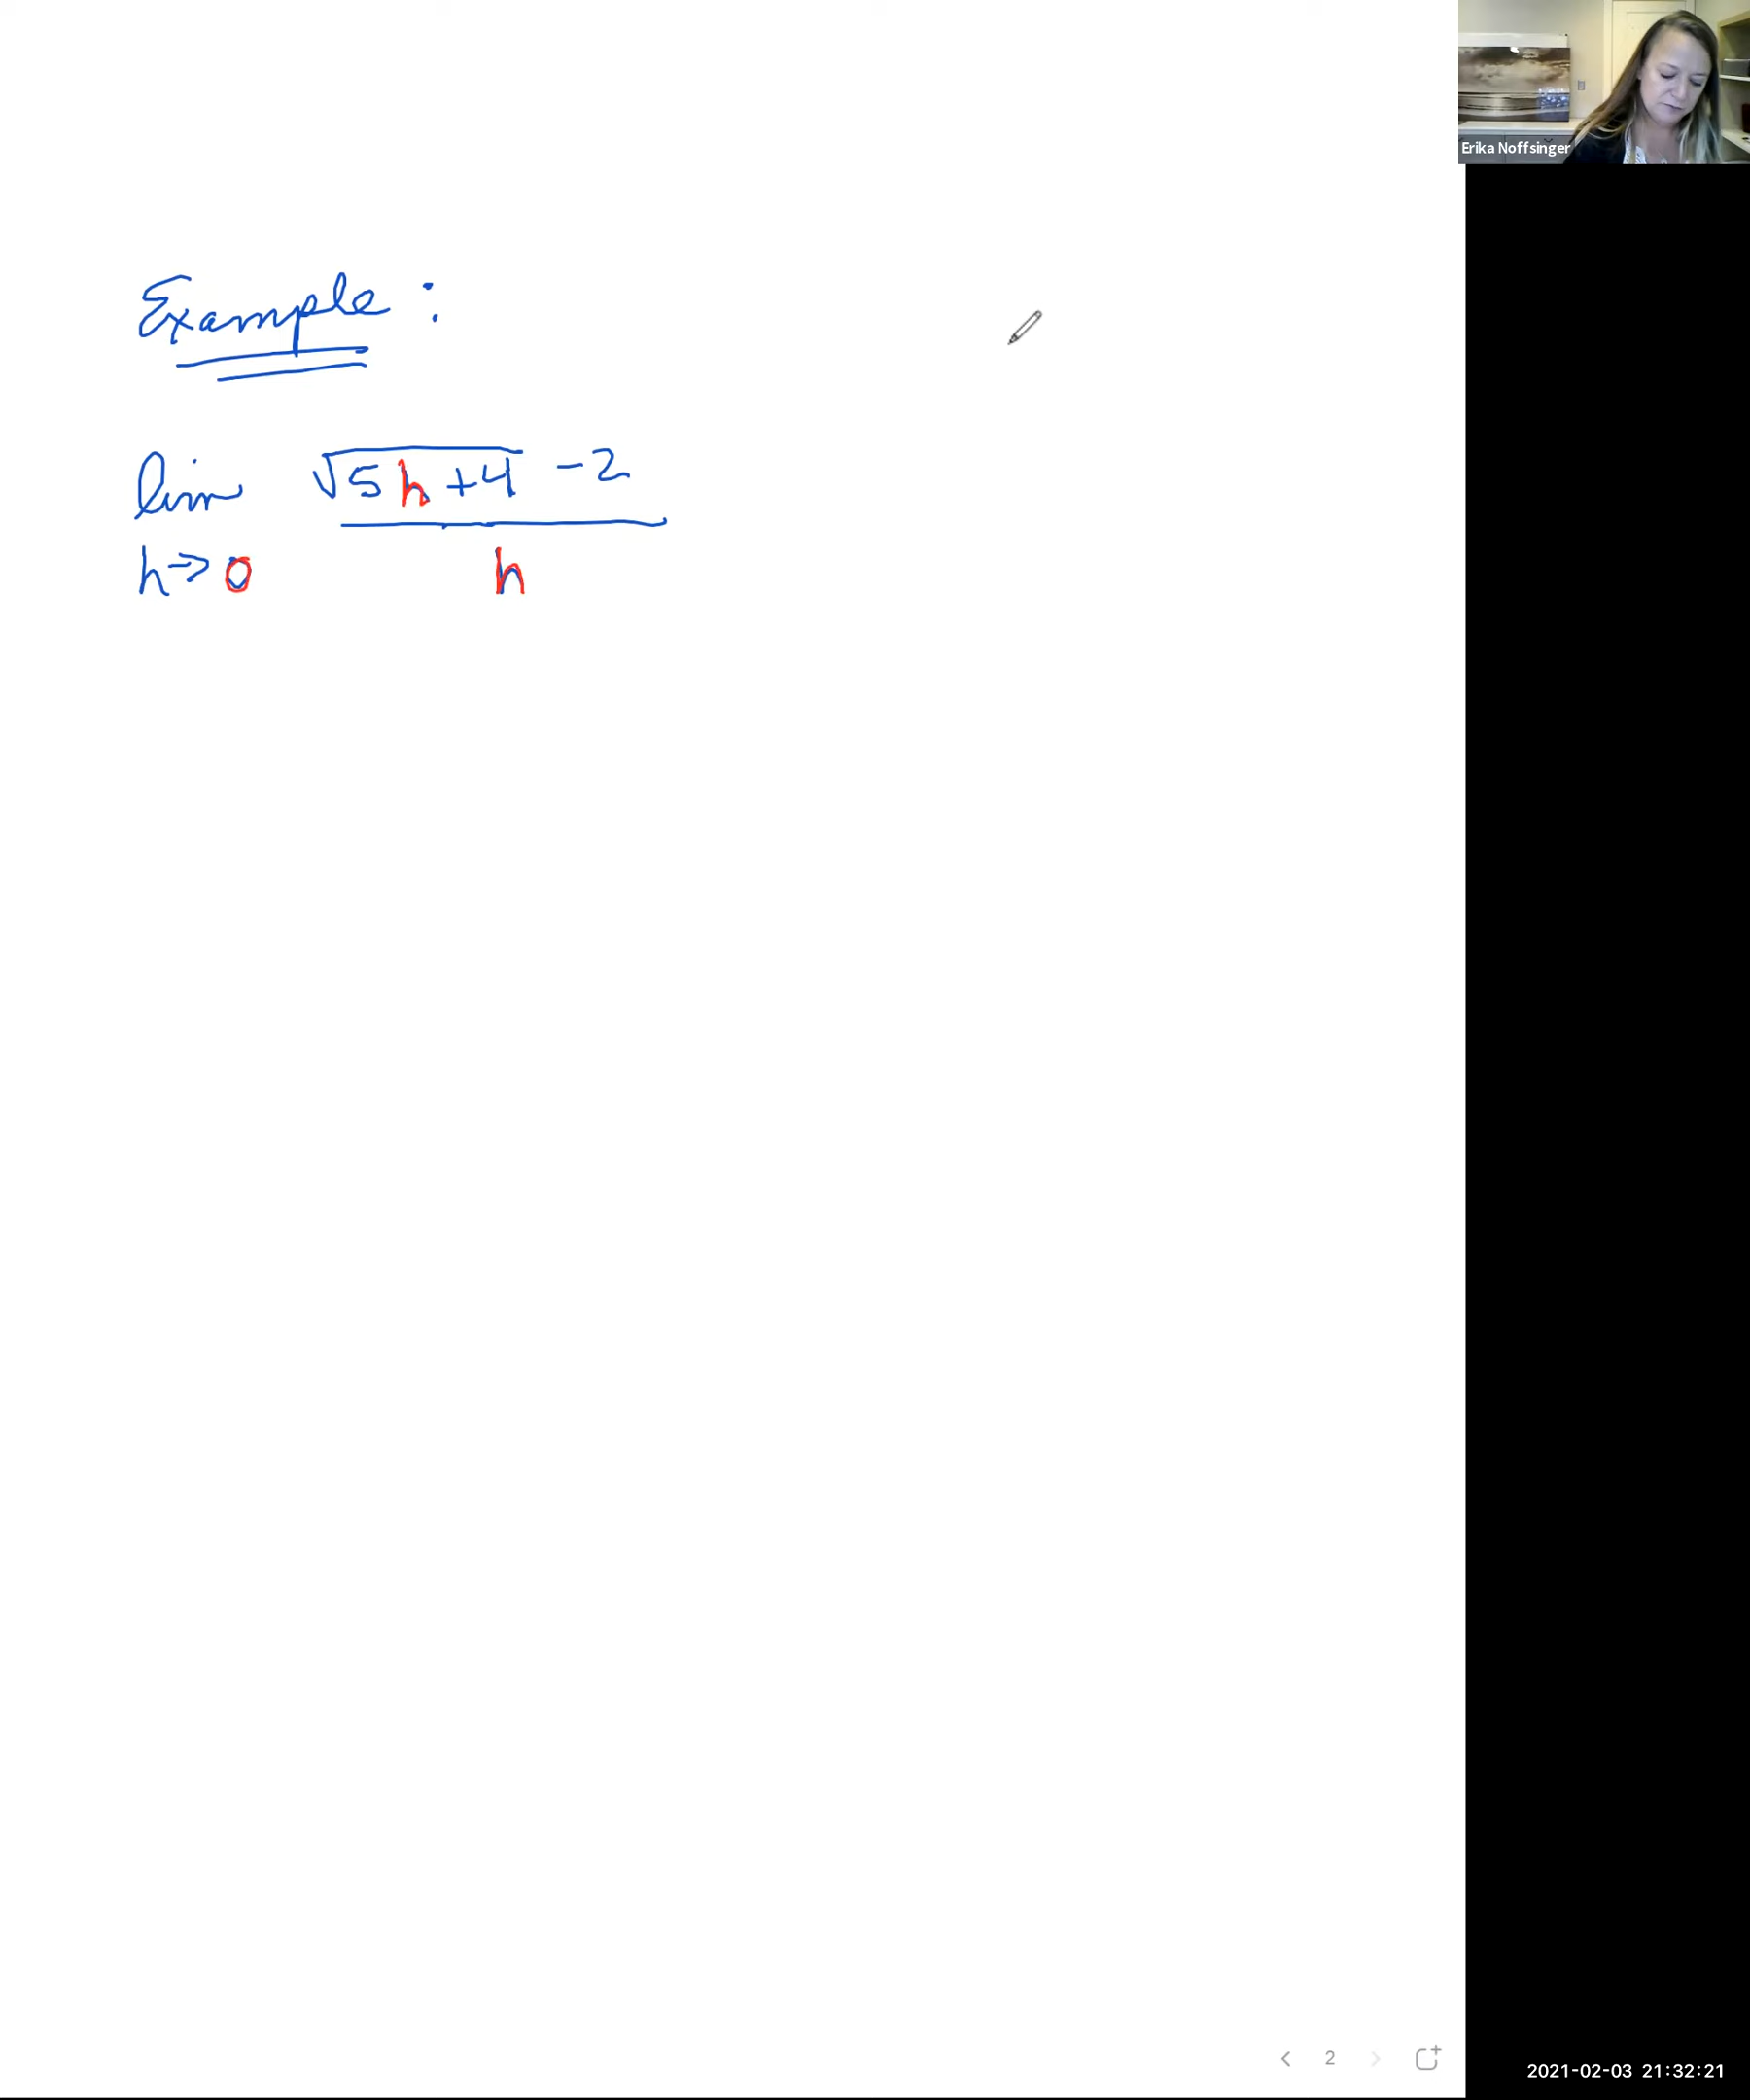 Erika Noffsinger
Example:
lim √5h+4 -2
h→0 h
2
2021-02-03 21:32:21